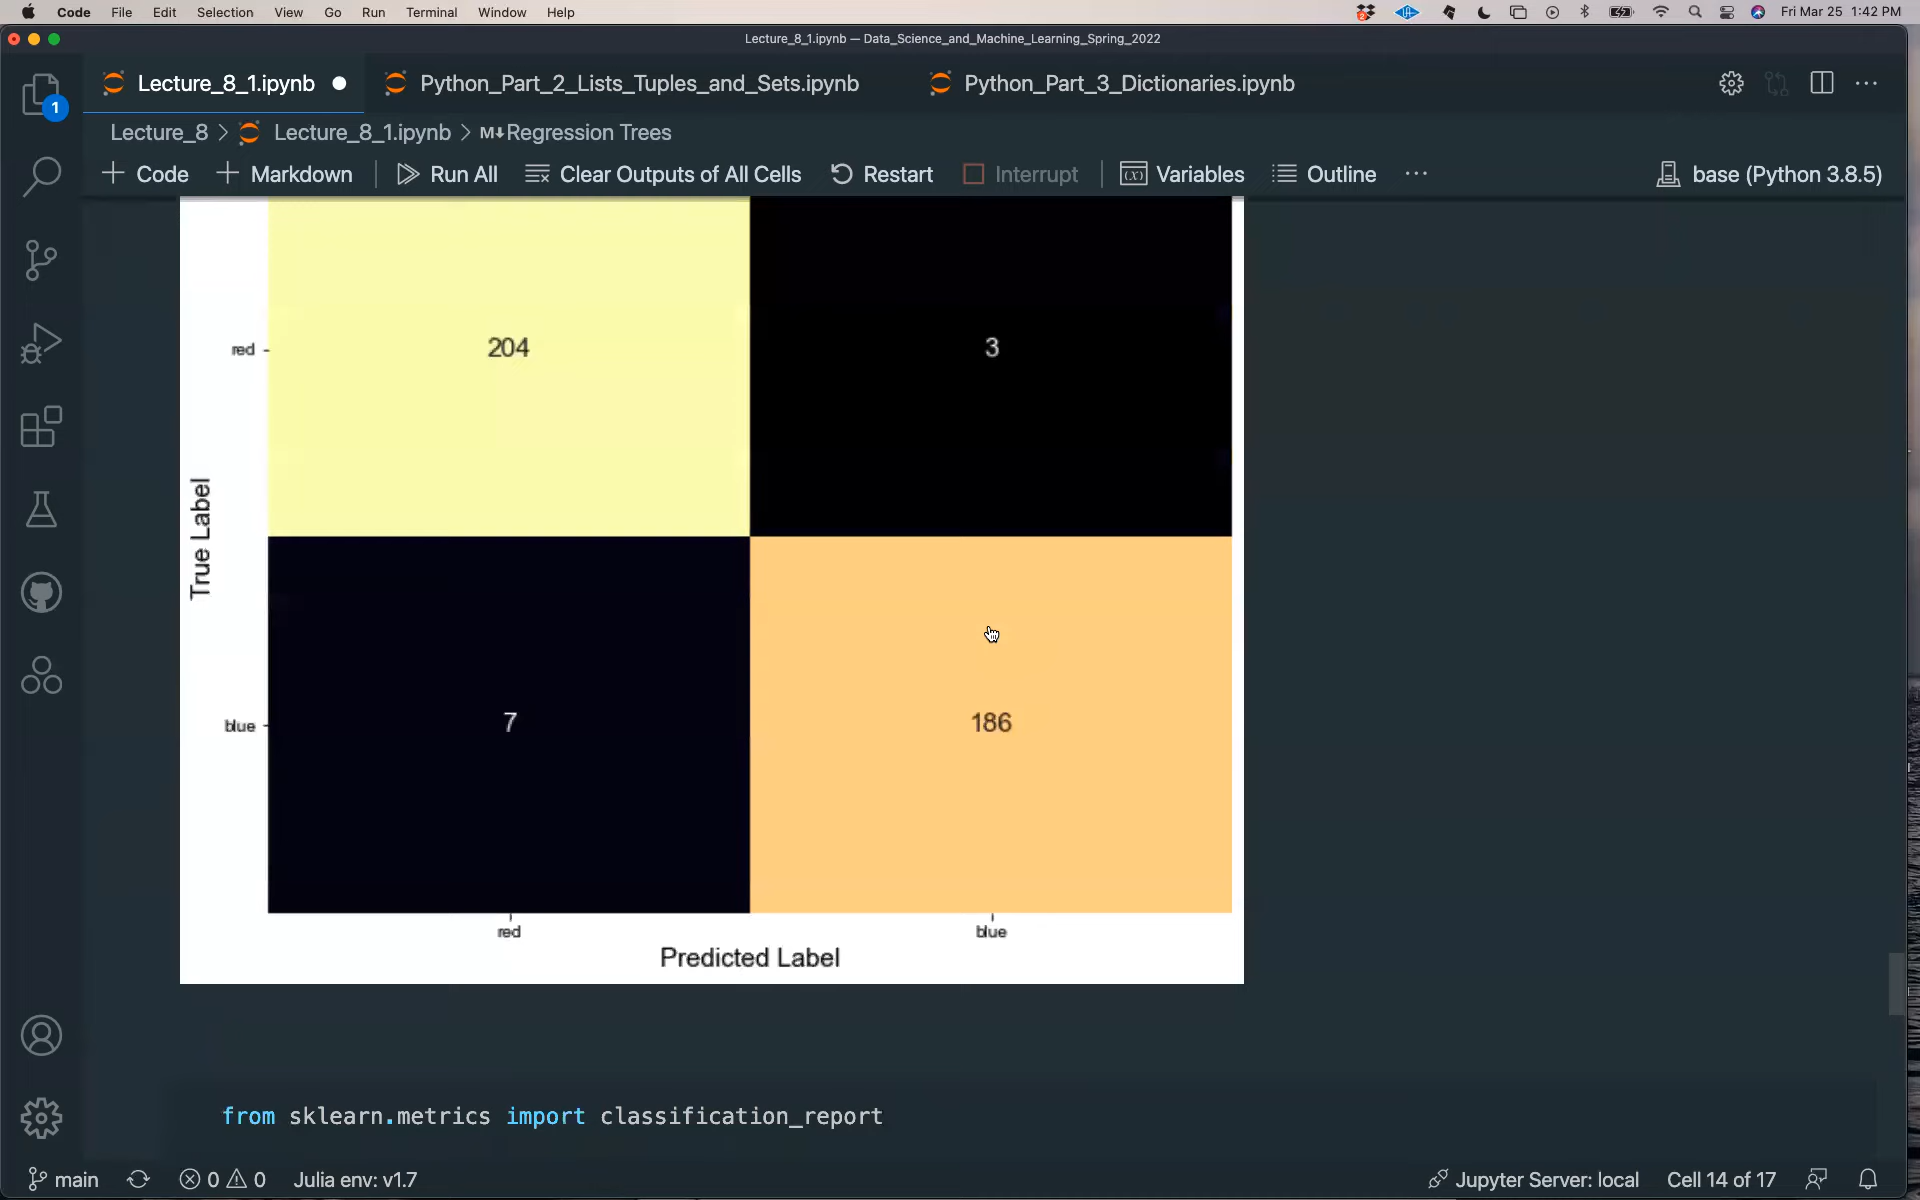 Code File Edit Selection View Go Run Terminal Window Help Fri Mar 25 1:42 PM
Lecture_8_1.ipynb — Data_Science_and_Machine_Learning_Spring_2022
1
Lecture_8_1.ipynb Python_Part_2_Lists_Tuples_and_Sets.ipynb Python_Part_3_Dictionaries.ipynb
Lecture_8 > Lecture_8_1.ipynb > M↓Regression Trees
+ Code + Markdown Run All Clear Outputs of All Cells Restart Interrupt (x) Variables Outline ... base (Python 3.8.5)
red 204 3
True Label
blue 7 186
red blue
Predicted Label
from sklearn.metrics import classification_report
main 0 0 Julia env: v1.7 Jupyter Server: local Cell 14 of 17